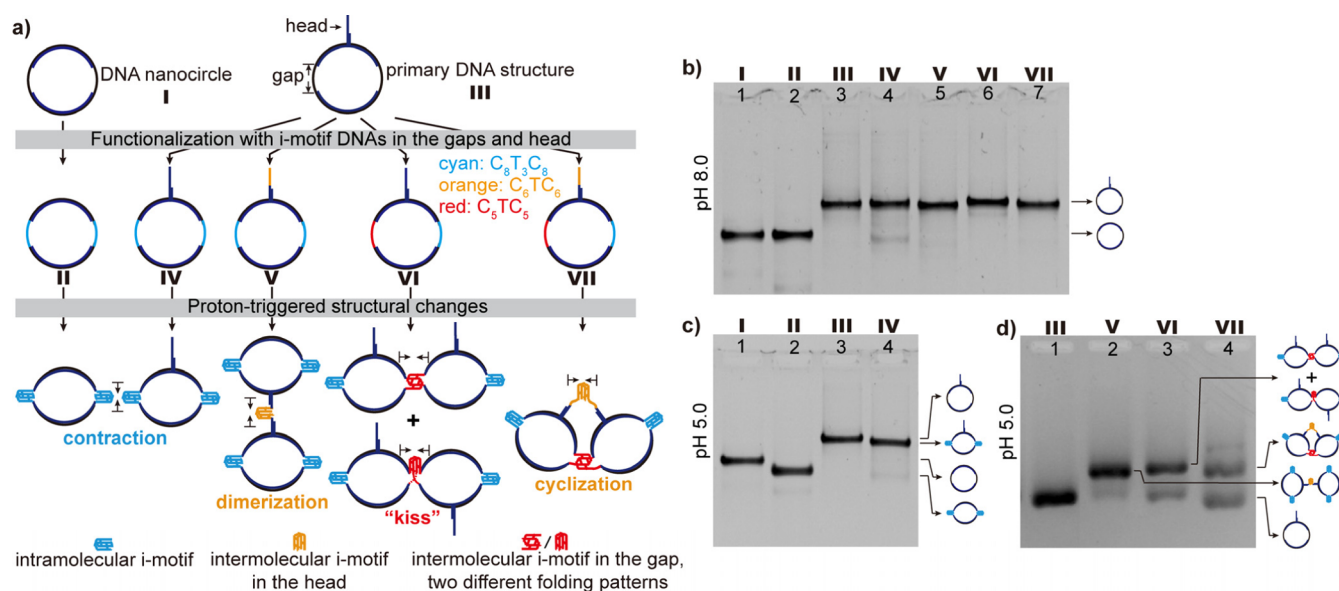 a)
head→
DNA nanocircle
I
gap
primary DNA structure
III
Functionalization with i-motif DNAs in the gaps and head
cyan: C₈T₃C₈
orange: C₆TC₆
red: C₅TC₅
II IV V VI VII
Proton-triggered structural changes
contraction
dimerization
+
"kiss"
cyclization
intramolecular i-motif
intermolecular i-motif
in the head
/
intermolecular i-motif in the gap,
two different folding patterns
b)
I II III IV V VI VII
1 2 3 4 5 6 7
pH 8.0
c)
I II III IV
1 2 3 4
pH 5.0
d)
III V VI VII
1 2 3 4
pH 5.0
+